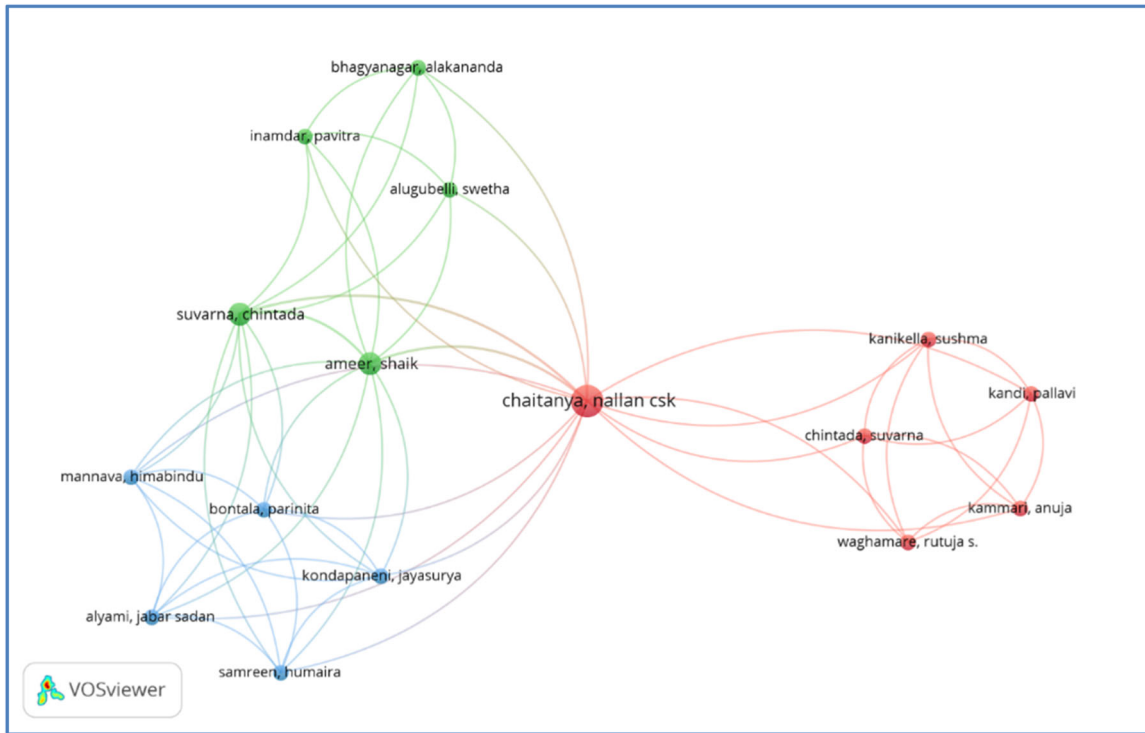 bhagyanagar, alakananda
inamdar, pavitra
alugubelli, swetha
suvarna, chintada
ameer, shaik
chaitanya, nallan csk
kanikella, sushma
kandi, pallavi
chintada, suvarna
kammari, anuja
waghamare, rutuja s.
mannava, himabindu
bontala, parinita
kondapaneni, jayasurya
alyami, jabar sadan
samreen, humaira
VOSviewer